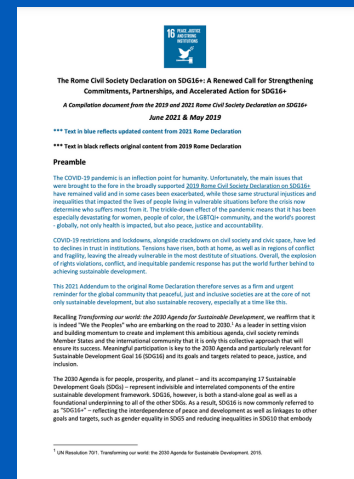 16 PEACE, JUSTICE
AND STRONG
INSTITUTIONS
The Rome Civil Society Declaration on SDG16+: A Renewed Call for Strengthening
Commitments, Partnerships, and Accelerated Action for SDG16+
A Compilation document from the 2019 and 2021 Rome Civil Society Declaration on SDG16+
June 2021 & May 2019
*** Text in blue reflects updated content from 2021 Rome Declaration
*** Text in black reflects original content from 2019 Rome Declaration
Preamble
The COVID-19 pandemic is an inflection point for humanity. Unfortunately, the main issues that
were brought to the fore in the broadly supported 2019 Rome Civil Society Declaration on SDG16+
have remained valid and in some cases been exacerbated, while those same structural injustices and
inequalities that impacted the lives of people living in vulnerable situations before the crisis now
determine who suffers most from it. The trickle-down effect of the pandemic means that it has been
especially devastating for women, people of color, the LGBTQI+ community, and the world's poorest
- globally, not only health is impacted, but also peace, justice and accountability.
COVID-19 restrictions and lockdowns, alongside crackdowns on civil society and civic space, have led
to declines in trust in institutions. Tensions have risen, both at home, as well as in regions of conflict
and fragility, leaving the already vulnerable in the most destitute of situations. Overall, the explosion
of rights violations, conflict, and inequitable pandemic response has put the world further behind to
achieving sustainable development.
This 2021 Addendum to the original Rome Declaration therefore serves as a firm and urgent
reminder for the global community that peaceful, just and inclusive societies are at the core of not
only sustainable development, but also sustainable recovery, especially at a time like this.
Recalling Transforming our world: the 2030 Agenda for Sustainable Development, we reaffirm that it
is indeed "We the Peoples" who are embarking on the road to 2030.1 As a leader in setting vision
and building momentum to create and implement this ambitious agenda, civil society reminds
Member States and the international community that it is only this collective approach that will
ensure its success. Meaningful participation is key to the 2030 Agenda and particularly relevant for
Sustainable Development Goal 16 (SDG16) and its goals and targets related to peace, justice, and
inclusion.
The 2030 Agenda is for people, prosperity, and planet – and its accompanying 17 Sustainable
Development Goals (SDGs) – represent indivisible and interrelated components of the entire
sustainable development framework. SDG16, however, is both a stand-alone goal as well as a
foundational underpinning to all of the other SDGs. As a result, SDG16 is now commonly referred to
as "SDG16+" – reflecting the interdependence of peace and development as well as linkages to other
goals and targets, such as gender equality in SDG5 and reducing inequalities in SDG10 that embody
1 UN Resolution 70/1. Transforming our world: the 2030 Agenda for Sustainable Development. 2015.